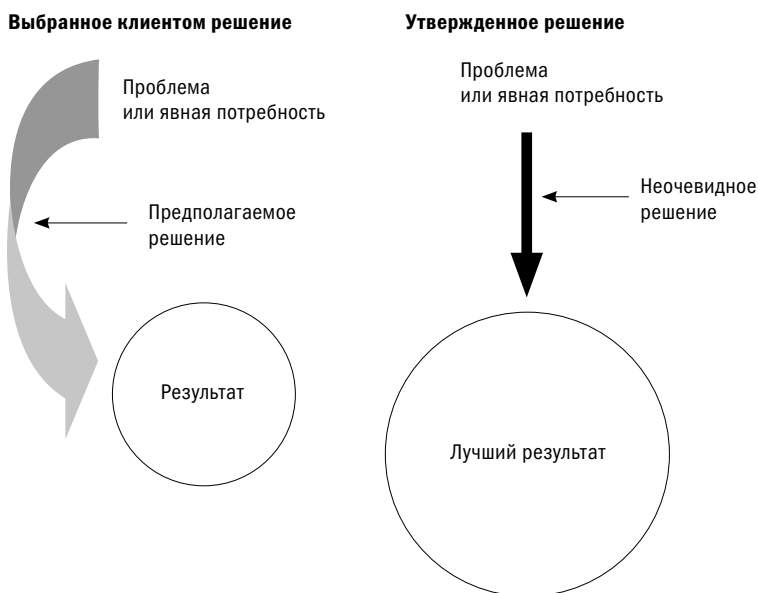 Выбранное клиентом решение
Проблема
или явная потребность
Предполагаемое
решение
Результат
Утвержденное решение
Проблема
или явная потребность
Неочевидное
решение
Лучший результат